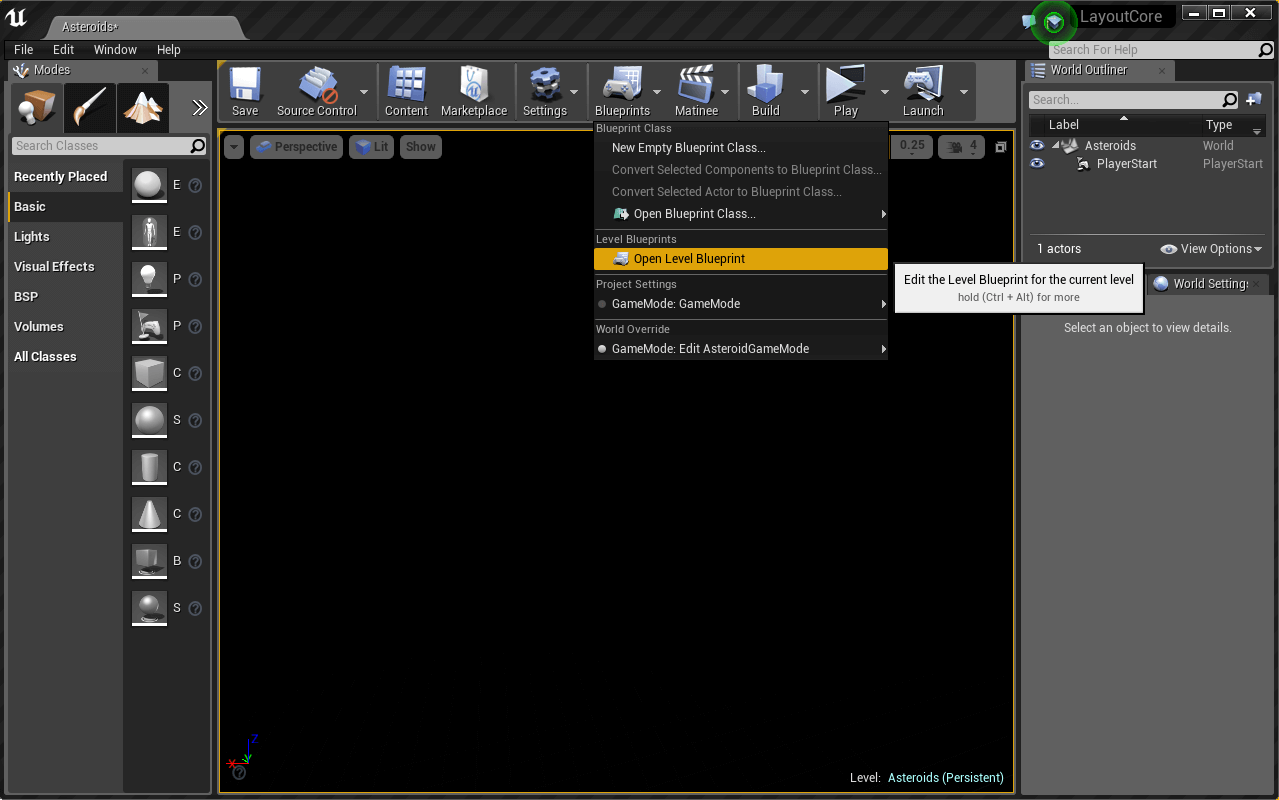 Asteroids*
LayoutCore
File Edit Window Help
Search For Help
Modes
World Outliner
Save
Source Control
Content
Marketplace
Settings
Blueprints
Matinee
Build
Play
Launch
Search Classes
Recently Placed
Basic
Lights
Visual Effects
BSP
Volumes
All Classes
E
E
P
P
C
S
C
C
B
S
Perspective
Lit
Show
0.25
4
Blueprint Class
New Empty Blueprint Class...
Convert Selected Components to Blueprint Class...
Convert Selected Actor to Blueprint Class...
Open Blueprint Class...
Level Blueprints
Open Level Blueprint
Project Settings
GameMode: GameMode
World Override
GameMode: Edit AsteroidGameMode
Edit the Level Blueprint for the current level
hold (Ctrl + Alt) for more
Search...
Label Type
Asteroids World
PlayerStart PlayerStart
1 actors View Options
World Settings
Select an object to view details.
Z
X
Level: Asteroids (Persistent)